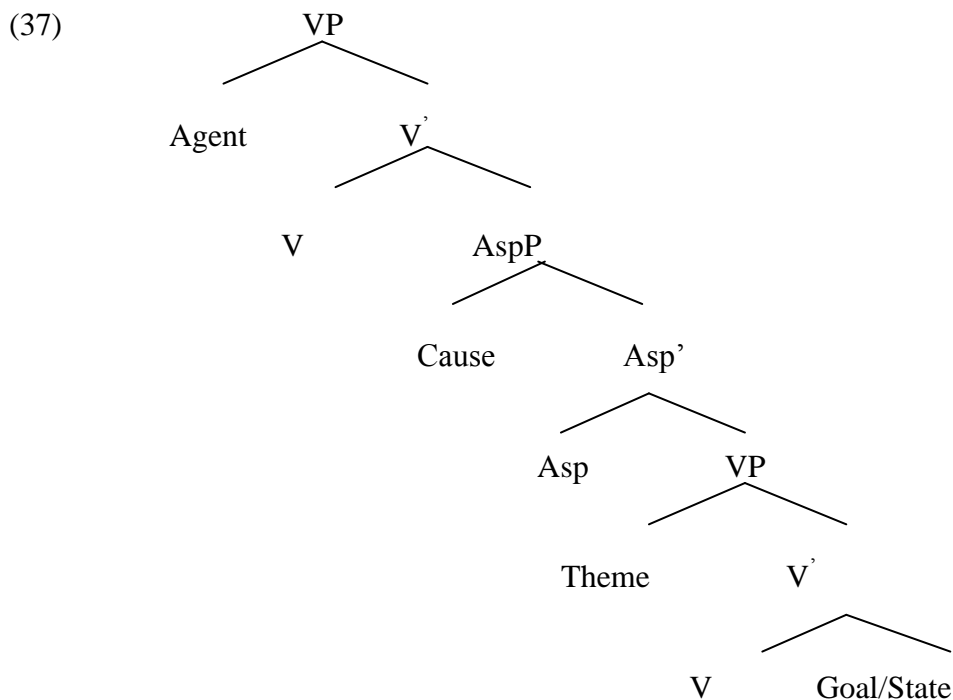 (37) VP
Agent V’
V AspP
Cause Asp’
Asp VP
Theme V’
V Goal/State